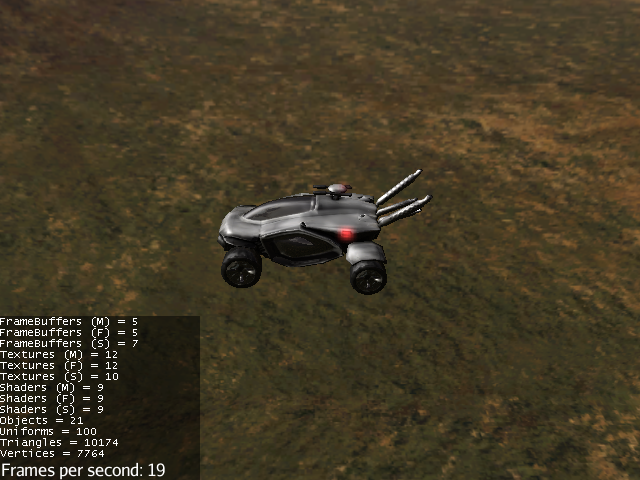 FrameBuffers (M) = 5
FrameBuffers (F) = 5
FrameBuffers (S) = 7
Textures (M) = 12
Textures (F) = 12
Textures (S) = 10
Shaders (M) = 9
Shaders (F) = 9
Shaders (S) = 9
Objects = 21
Uniforms = 100
Triangles = 10174
Vertices = 7764
Frames per second: 19